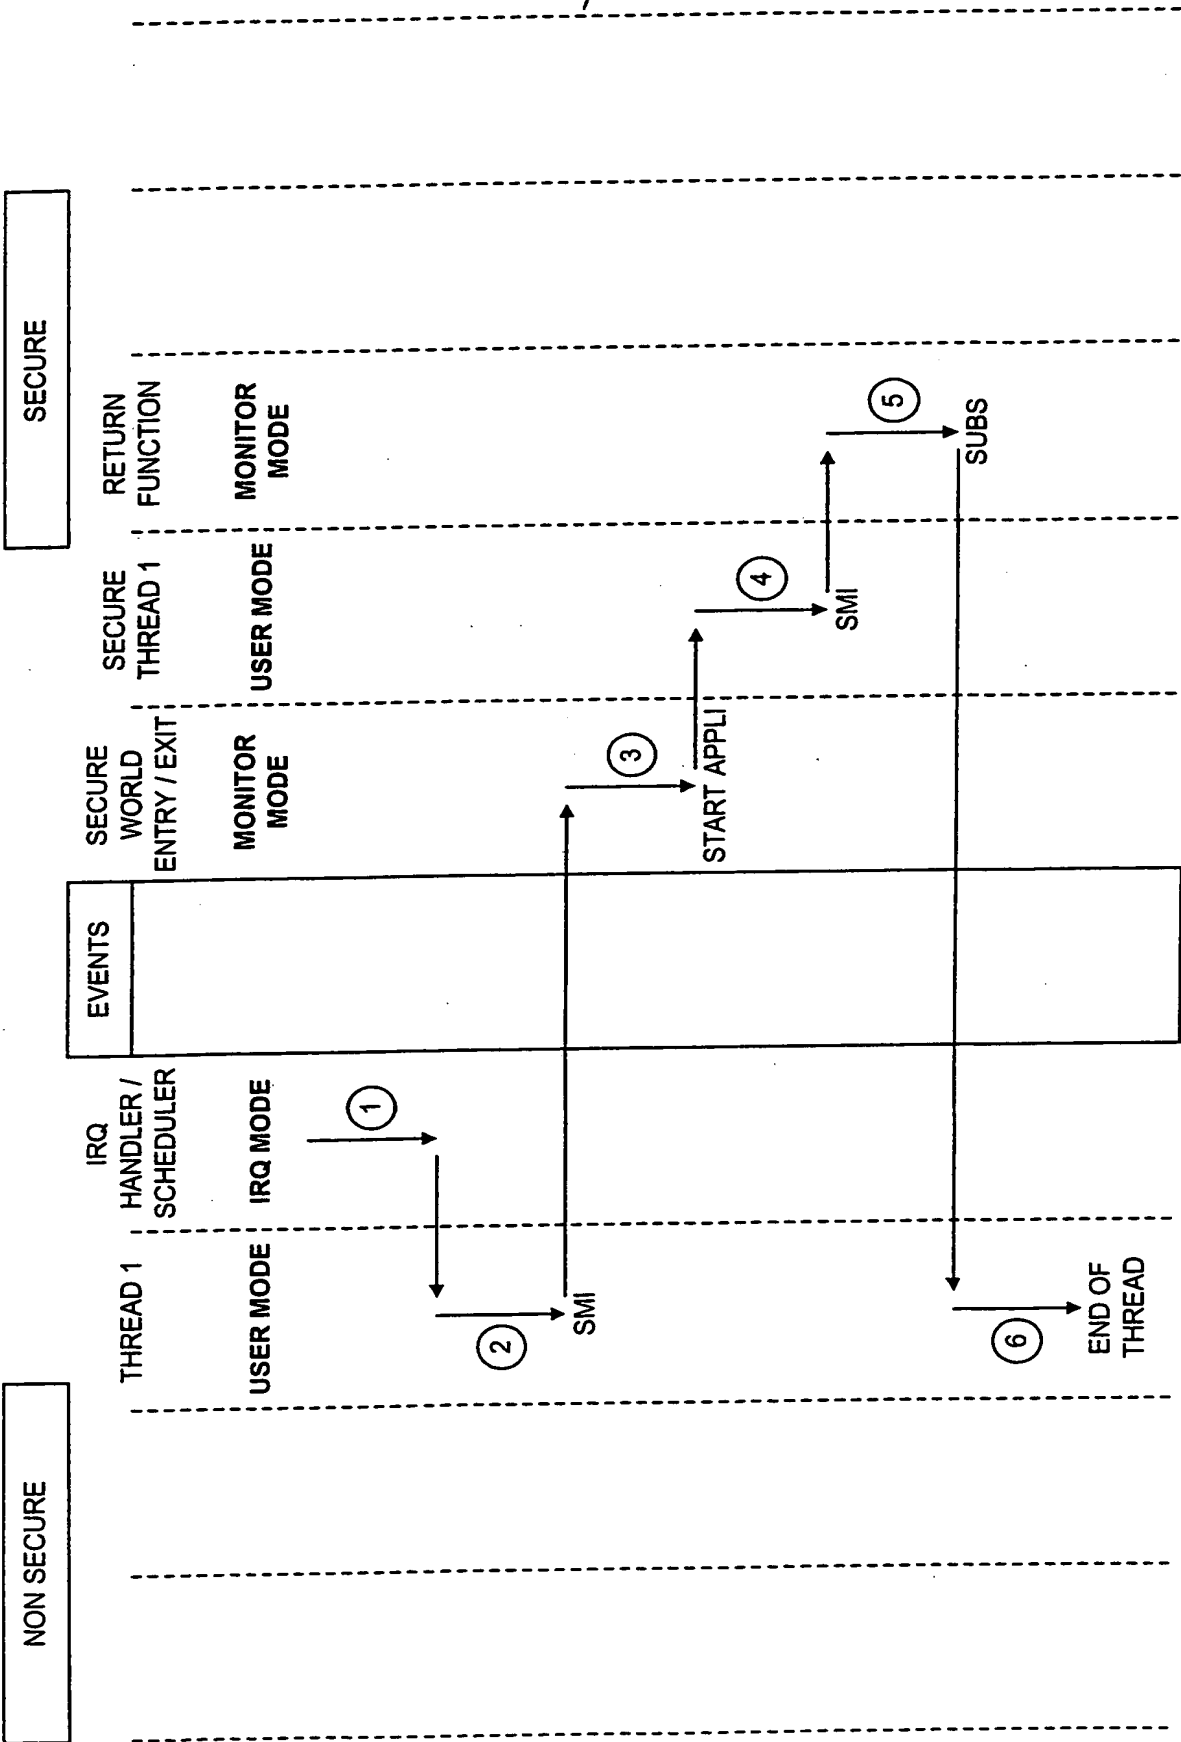 NON SECURE
SECURE
EVENTS
THREAD 1
IRQ
HANDLER /
SCHEDULER
SECURE
WORLD
ENTRY / EXIT
SECURE
THREAD 1
RETURN
FUNCTION
USER MODE
IRQ MODE
MONITOR
MODE
USER MODE
MONITOR
MODE
1
2
SMI
3
START APPLI
4
SMI
5
SUBS
6
END OF
THREAD